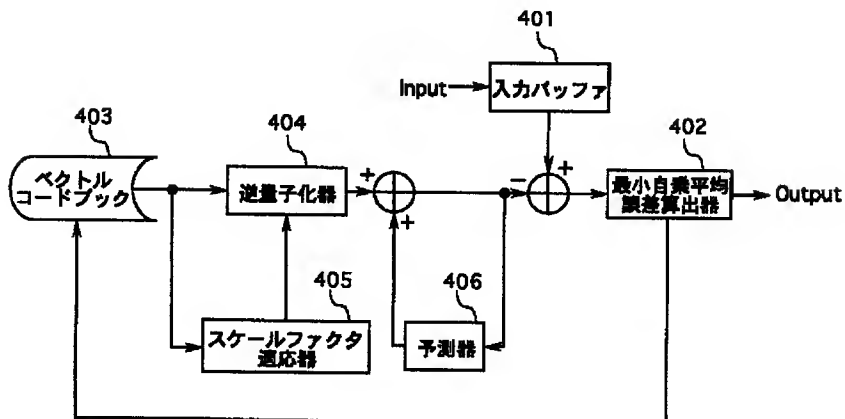 401
Input
入力バッファ
403
404
402
ベクトル
コードブック
逆量子化器
+
+
−
+
最小自乗平均
誤差算出器
Output
405
406
スケールファクタ
適応器
予測器